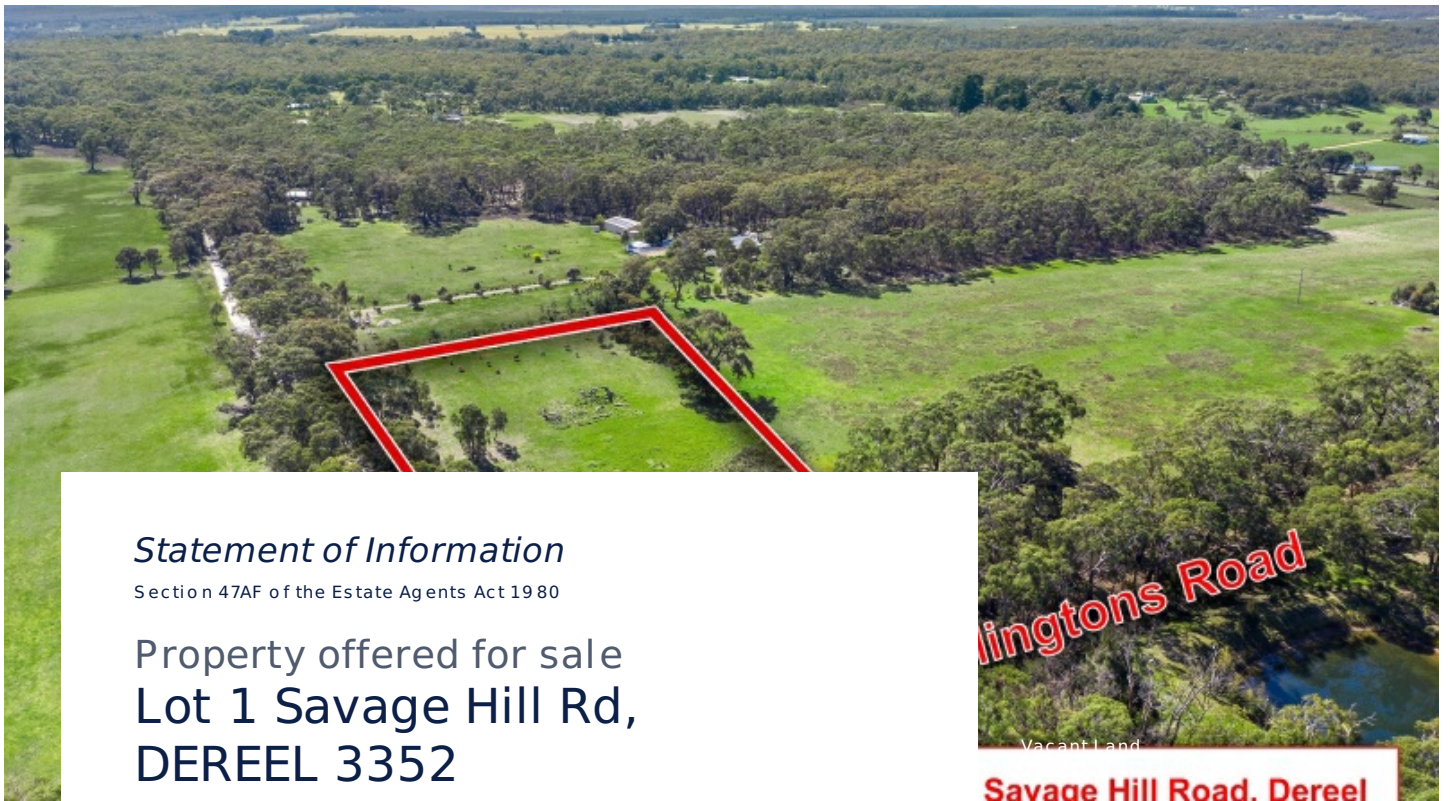 Statement of Information
Section 47AF of the Estate Agents Act 1980
Property offered for sale
Lot 1 Savage Hill Rd,
DEREEL 3352
lingtons Road
Vacant Land
Savage Hill Road, Dereel